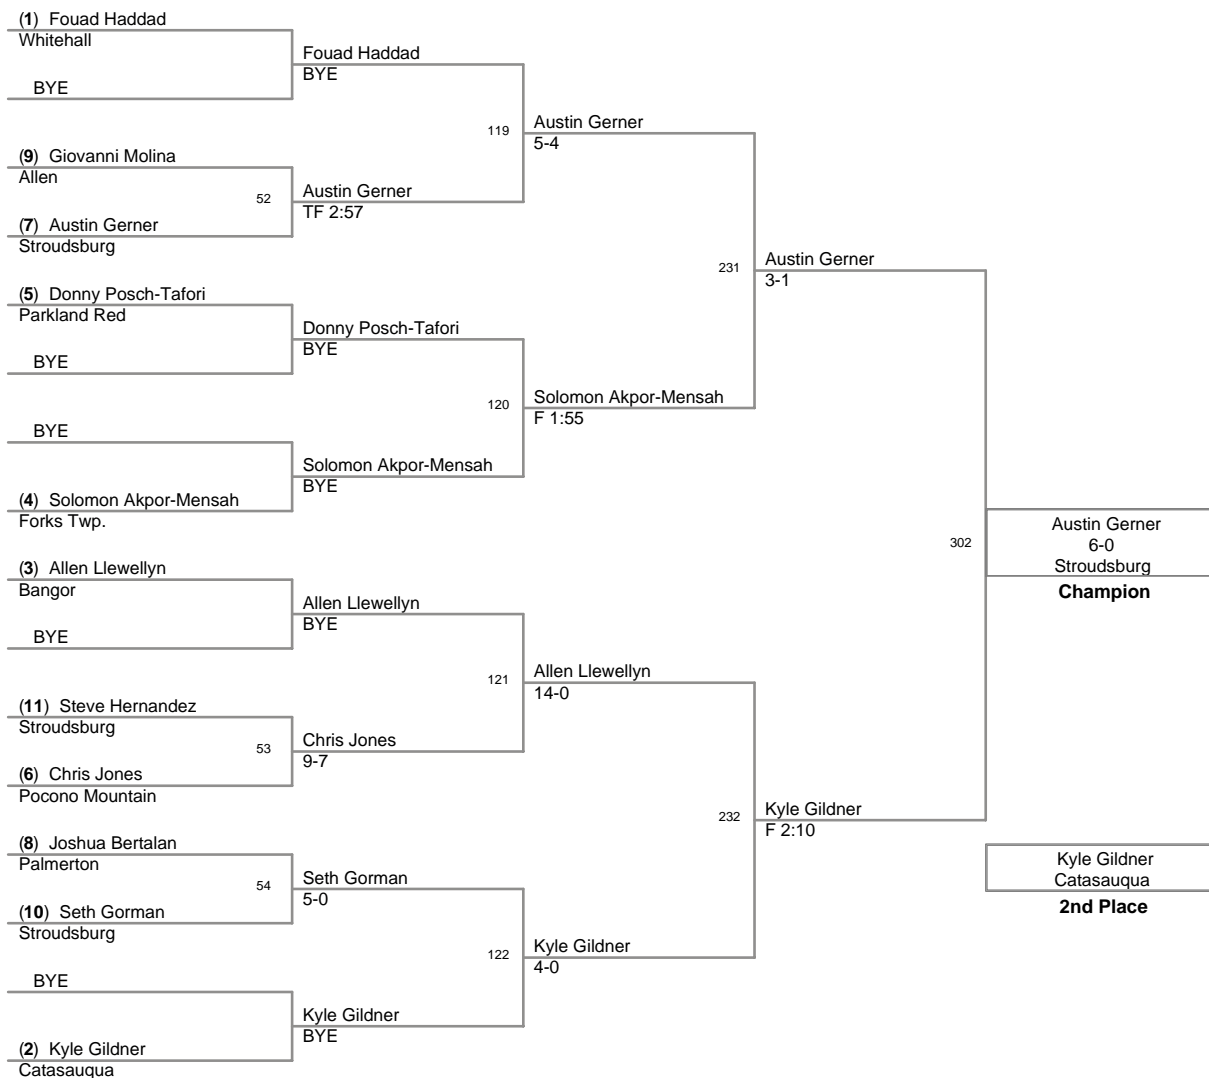 (1) Fouad Haddad
Whitehall
BYE
(9) Giovanni Molina
Allen
52
(7) Austin Gerner
Stroudsburg
(5) Donny Posch-Tafori
Parkland Red
BYE
BYE
(4) Solomon Akpor-Mensah
Forks Twp.
(3) Allen Llewellyn
Bangor
BYE
(11) Steve Hernandez
Stroudsburg
53
(6) Chris Jones
Pocono Mountain
(8) Joshua Bertalan
Palmerton
54
(10) Seth Gorman
Stroudsburg
BYE
(2) Kyle Gildner
Catasauqua
Fouad Haddad
BYE
119
Austin Gerner
TF 2:57
Donny Posch-Tafori
BYE
120
Solomon Akpor-Mensah
BYE
Allen Llewellyn
BYE
121
Chris Jones
9-7
Seth Gorman
5-0
122
Kyle Gildner
BYE
Austin Gerner
5-4
231
Solomon Akpor-Mensah
F 1:55
Allen Llewellyn
14-0
232
Kyle Gildner
4-0
Austin Gerner
3-1
302
Kyle Gildner
F 2:10
Austin Gerner
6-0
Stroudsburg
Champion
Kyle Gildner
Catasauqua
2nd Place